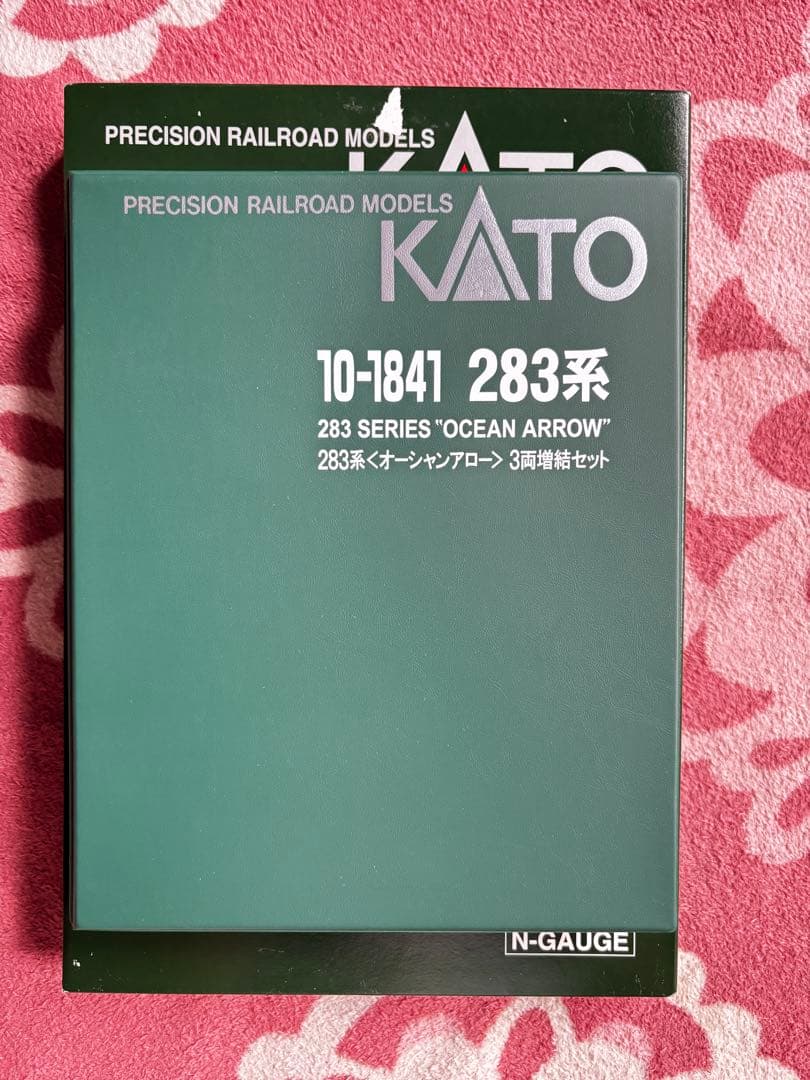 PRECISION RAILROAD MODELS
KATO
PRECISION RAILROAD MODELS
KATO
10-1841 283系
283 SERIES "OCEAN ARROW"
283系<オーシャンアロー> 3両増結セット
N-GAUGE